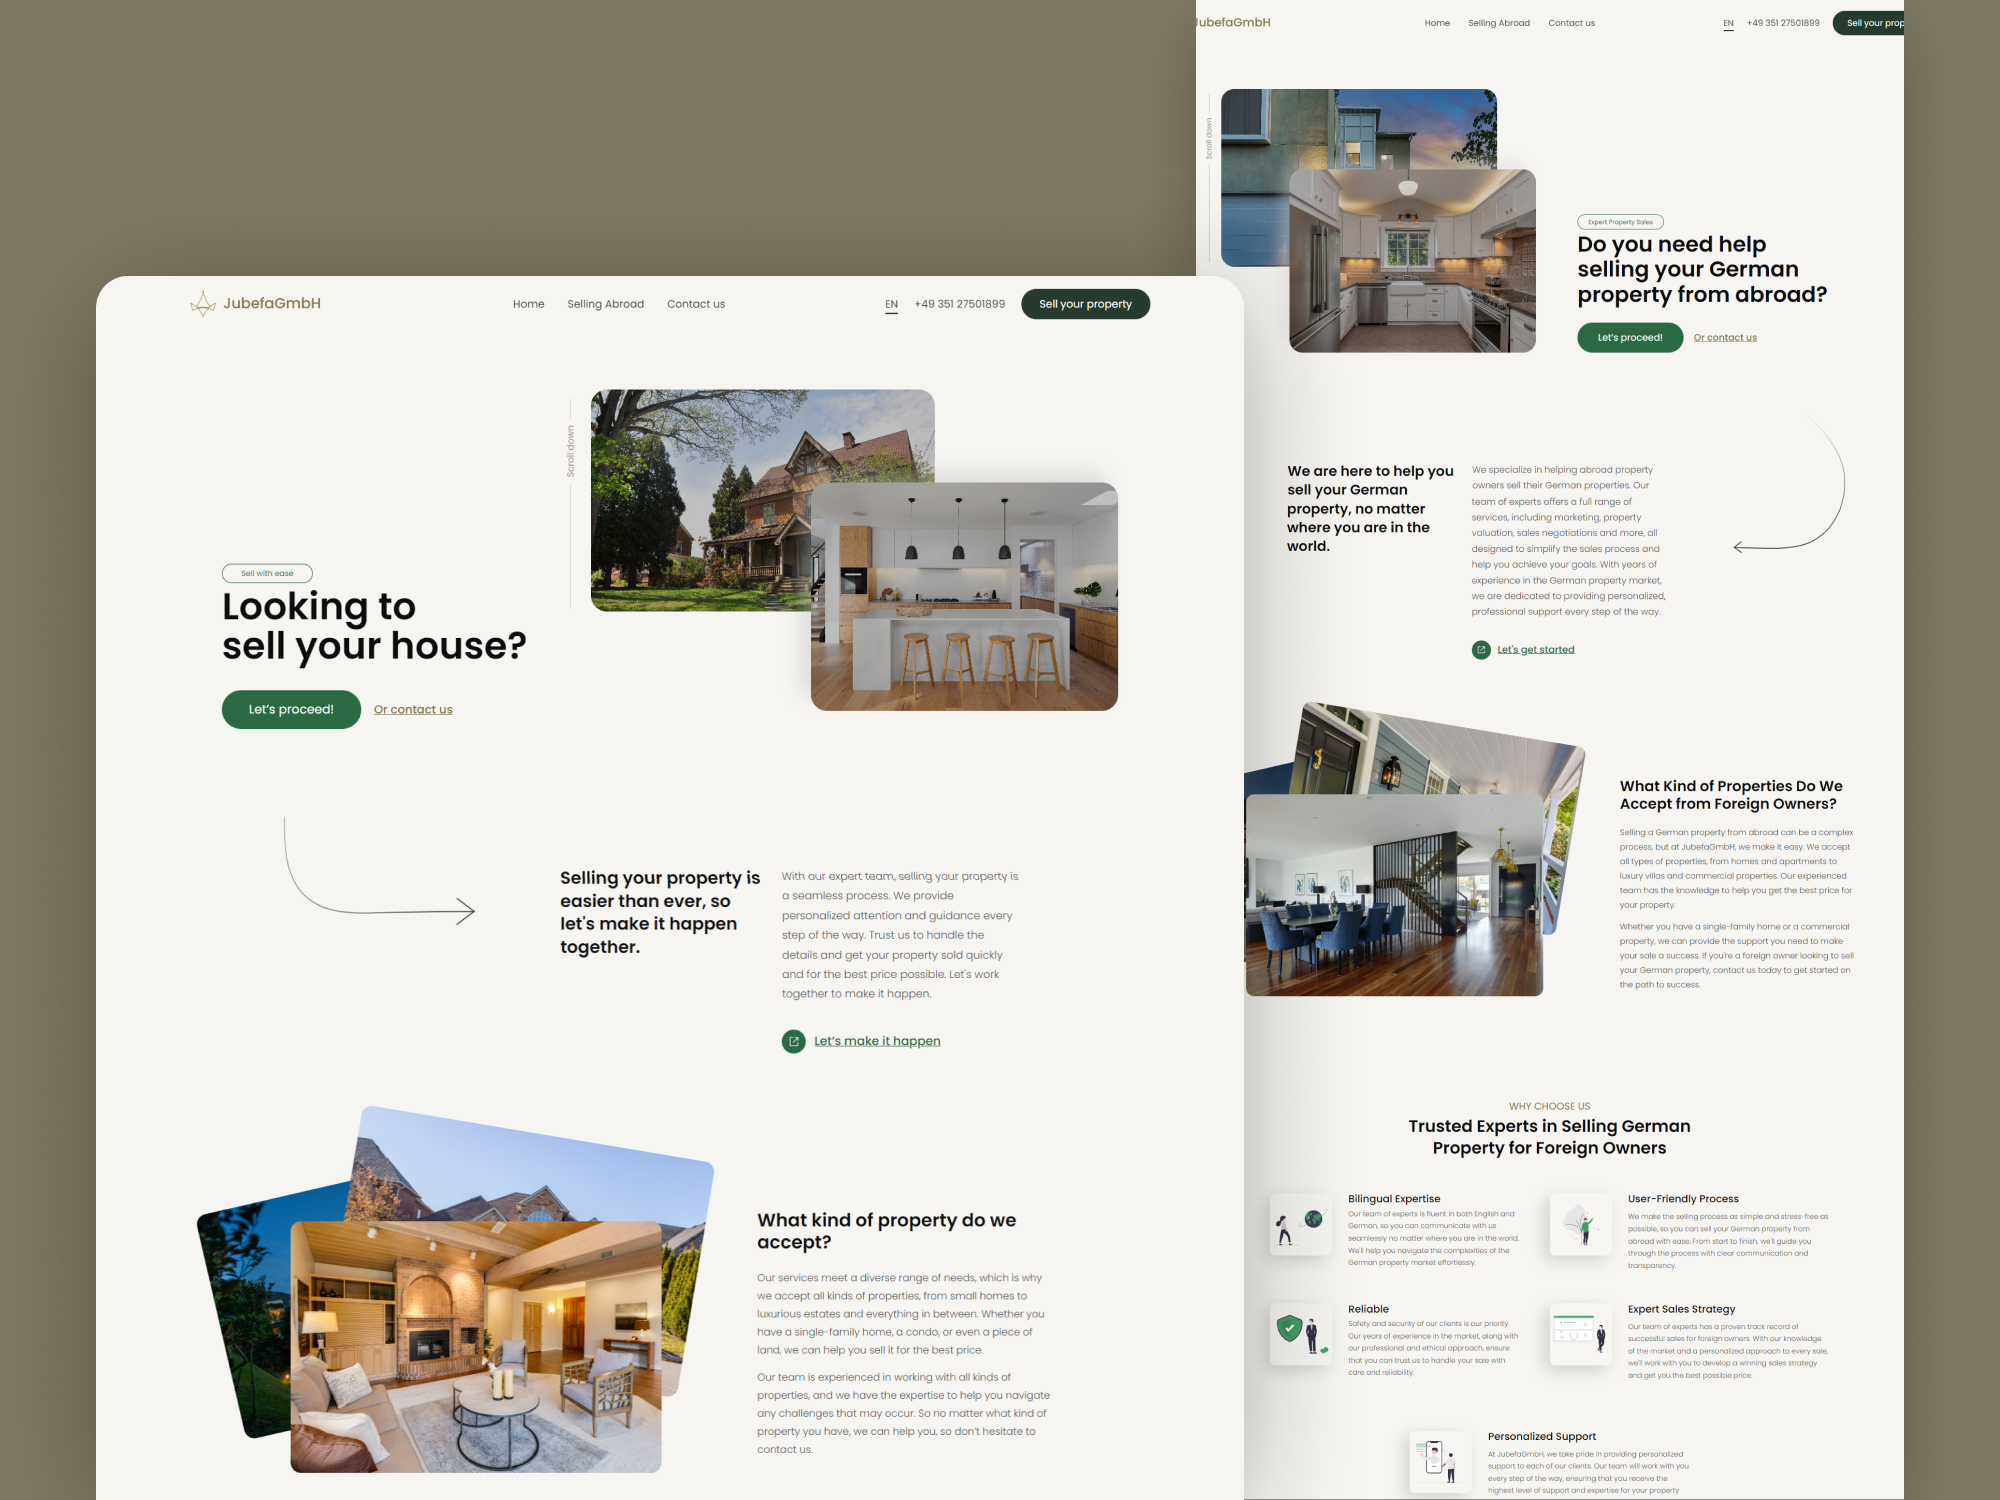 JubefaGmbH
Home
Selling Abroad
Contact us
EN
+49 351 27501899
Sell your property
Scroll down
Sell with ease
Looking to
sell your house?
Let's proceed!
Or contact us
Selling your property is
easier than ever, so
let's make it happen
together.
With our expert team, selling your property is
a seamless process. We provide
personalized attention and guidance every
step of the way. Trust us to handle the
details and get your property sold quickly
and for the best price possible. Let's work
together to make it happen.
Let's make it happen
What kind of property do we
accept?
Our services meet a diverse range of needs, which is why
we accept all kinds of properties, from small homes to
luxurious estates and everything in between. Whether you
have a single-family home, a condo, or even a piece of
land, we can help you sell it for the best price.
Our team is experienced in working with all kinds of
properties, and we have the expertise to help you navigate
any challenges that may occur. So no matter what kind of
property you have, we can help you, so don't hesitate to
contact us.
JubefaGmbH
Home
Selling Abroad
Contact us
EN
+49 351 27501899
Sell your prop
Scroll down
Expert Property Sales
Do you need help
selling your German
property from abroad?
Let's proceed!
Or contact us
We are here to help you
sell your German
property, no matter
where you are in the
world.
We specialize in helping abroad property
owners sell their German properties. Our
team of experts offers a full range of
services, including marketing, property
valuation, sales negotiations and more, all
designed to simplify the sales process and
help you achieve your goals. With years of
experience in the German property market,
we are dedicated to providing personalized,
professional support every step of the way.
Let's get started
What Kind of Properties Do We
Accept from Foreign Owners?
Selling a German property from abroad can be a complex
process, but at JubefaGmbH, we make it easy. We accept
all types of properties, from homes and apartments to
luxury villas and commercial properties. Our experienced
team has the knowledge to help you get the best price for
your property.
Whether you have a single-family home or a commercial
property, we can provide the support you need to make
your sale a success. If you're a foreign owner looking to sell
your German property, contact us today to get started on
the path to success.
WHY CHOOSE US
Trusted Experts in Selling German
Property for Foreign Owners
Bilingual Expertise
Our team of experts is fluent in both English and
German, so you can communicate with us
seamlessly no matter where you are in the world.
We'll help you navigate the complexities of the
German property market effortlessly.
User-Friendly Process
We make the selling process as simple and stress-free as
possible, so you can sell your German property from
abroad with ease. From start to finish, we'll guide you
through the process with clear communication and
transparency.
Reliable
Safety and security of our clients is our priority.
Our years of experience in the market, along with
our professional and ethical approach, ensure
that you can trust us to handle your sale with
care and reliability.
Expert Sales Strategy
Our team of experts has a proven track record of
successful sales for foreign owners. With our knowledge
of the market and a personalized approach to every sale,
we'll work with you to develop a winning sales strategy
and get you the best possible price.
Personalized Support
At JubefaGmbH, we take pride in providing personalized
support to each of our clients. Our team will work with you
every step of the way, ensuring that you receive the
highest level of support and expertise for your property